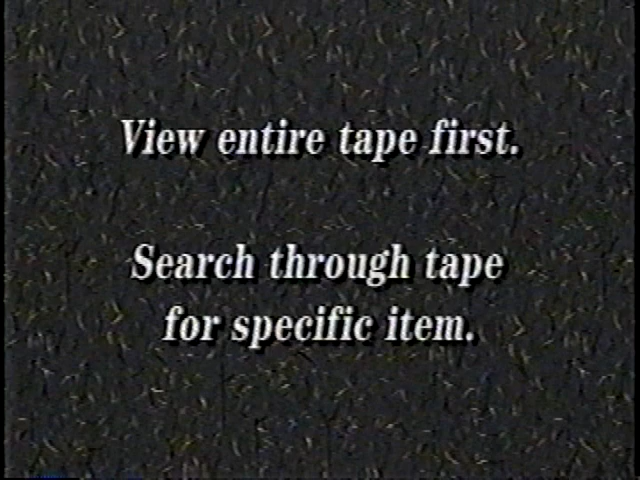 View entire tape first.
Search through tape
for specific item.